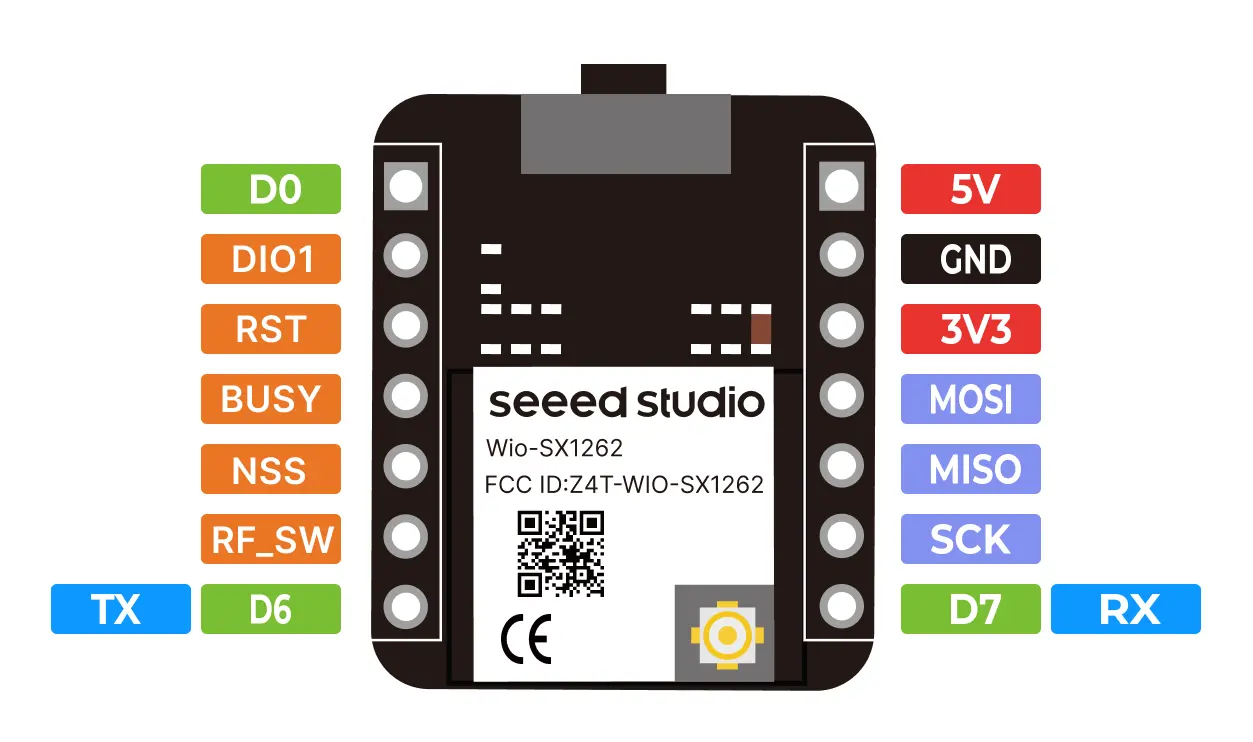 D0
DIO1
RST
BUSY
NSS
RF_SW
TX D6
seeed studio
Wio-SX1262
FCC ID:Z4T-WIO-SX1262
CE
5V
GND
3V3
MOSI
MISO
SCK
D7 RX